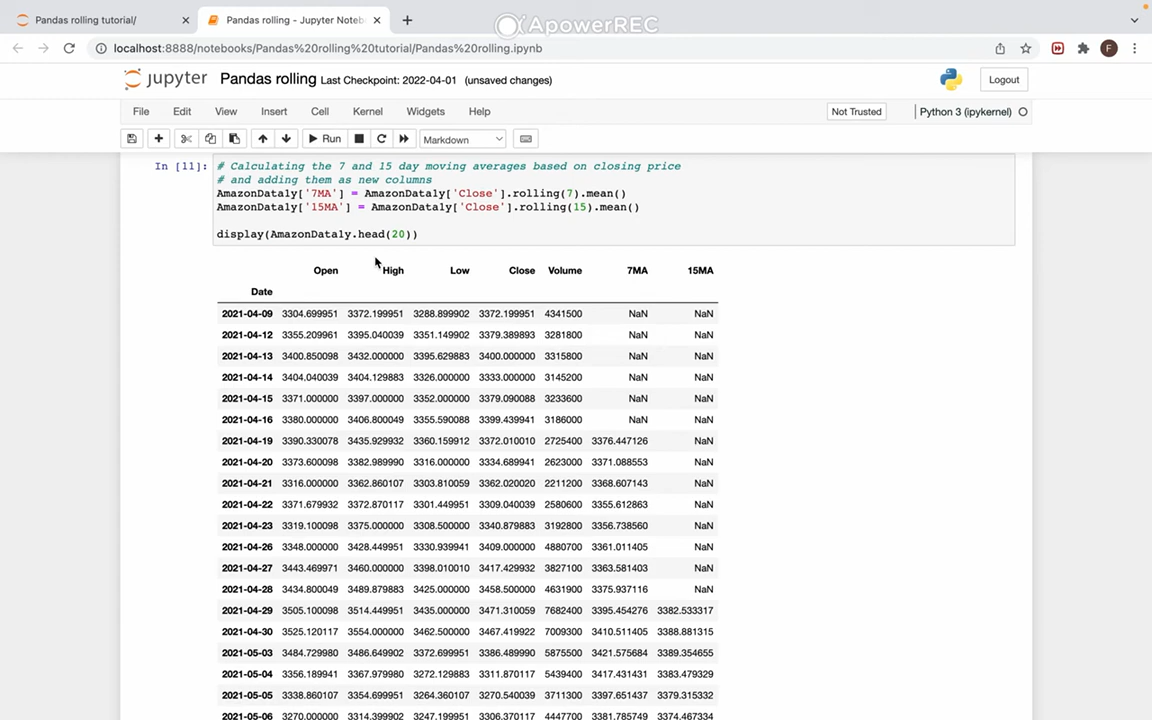 Pandas rolling tutorial/
Pandas rolling - Jupyter Noteb
ApowerREC
localhost:8888/notebooks/Pandas%20rolling%20tutorial/Pandas%20rolling.ipynb
F
jupyter Pandas rolling Last Checkpoint: 2022-04-01 (unsaved changes) Logout
File Edit View Insert Cell Kernel Widgets Help Not Trusted Python 3 (ipykernel)
Run Markdown
In [11]: # Calculating the 7 and 15 day moving averages based on closing price
# and adding them as new columns
AmazonData1y['7MA'] = AmazonData1y['Close'].rolling(7).mean()
AmazonData1y['15MA'] = AmazonData1y['Close'].rolling(15).mean()
display(AmazonData1y.head(20))
Open High Low Close Volume 7MA 15MA
Date
2021-04-09 3304.699951 3372.199951 3288.899902 3372.199951 4341500 NaN NaN
2021-04-12 3355.209961 3395.040039 3351.149902 3379.389893 3281800 NaN NaN
2021-04-13 3400.850098 3432.000000 3395.629883 3400.000000 3315800 NaN NaN
2021-04-14 3404.040039 3404.129883 3326.000000 3333.000000 3145200 NaN NaN
2021-04-15 3371.000000 3397.000000 3352.000000 3379.090088 3233600 NaN NaN
2021-04-16 3380.000000 3406.800049 3355.590088 3399.439941 3186000 NaN NaN
2021-04-19 3390.330078 3435.929932 3360.159912 3372.010010 2725400 3376.447126 NaN
2021-04-20 3373.600098 3382.989990 3316.000000 3334.689941 2623000 3371.088553 NaN
2021-04-21 3316.000000 3362.860107 3303.810059 3362.020020 2211200 3368.607143 NaN
2021-04-22 3371.679932 3372.870117 3301.449951 3309.040039 2580600 3355.612863 NaN
2021-04-23 3319.100098 3375.000000 3308.500000 3340.879883 3192800 3356.738560 NaN
2021-04-26 3348.000000 3428.449951 3330.939941 3409.000000 4880700 3361.011405 NaN
2021-04-27 3443.469971 3460.000000 3398.010010 3417.429932 3827100 3363.581403 NaN
2021-04-28 3434.800049 3489.879883 3425.000000 3458.500000 4631900 3375.937116 NaN
2021-04-29 3505.100098 3514.449951 3435.000000 3471.310059 7682400 3395.454276 3382.533317
2021-04-30 3525.120117 3554.000000 3462.500000 3467.419922 7009300 3410.511405 3388.881315
2021-05-03 3484.729980 3486.649902 3372.699951 3386.489990 5875500 3421.575684 3389.354655
2021-05-04 3356.189941 3367.979980 3272.129883 3311.870117 5439400 3417.431431 3383.479329
2021-05-05 3338.860107 3354.699951 3264.360107 3270.540039 3711300 3397.651437 3379.315332
2021-05-06 3270.000000 3314.399902 3247.199951 3306.370117 4447700 3381.785749 3374.467334